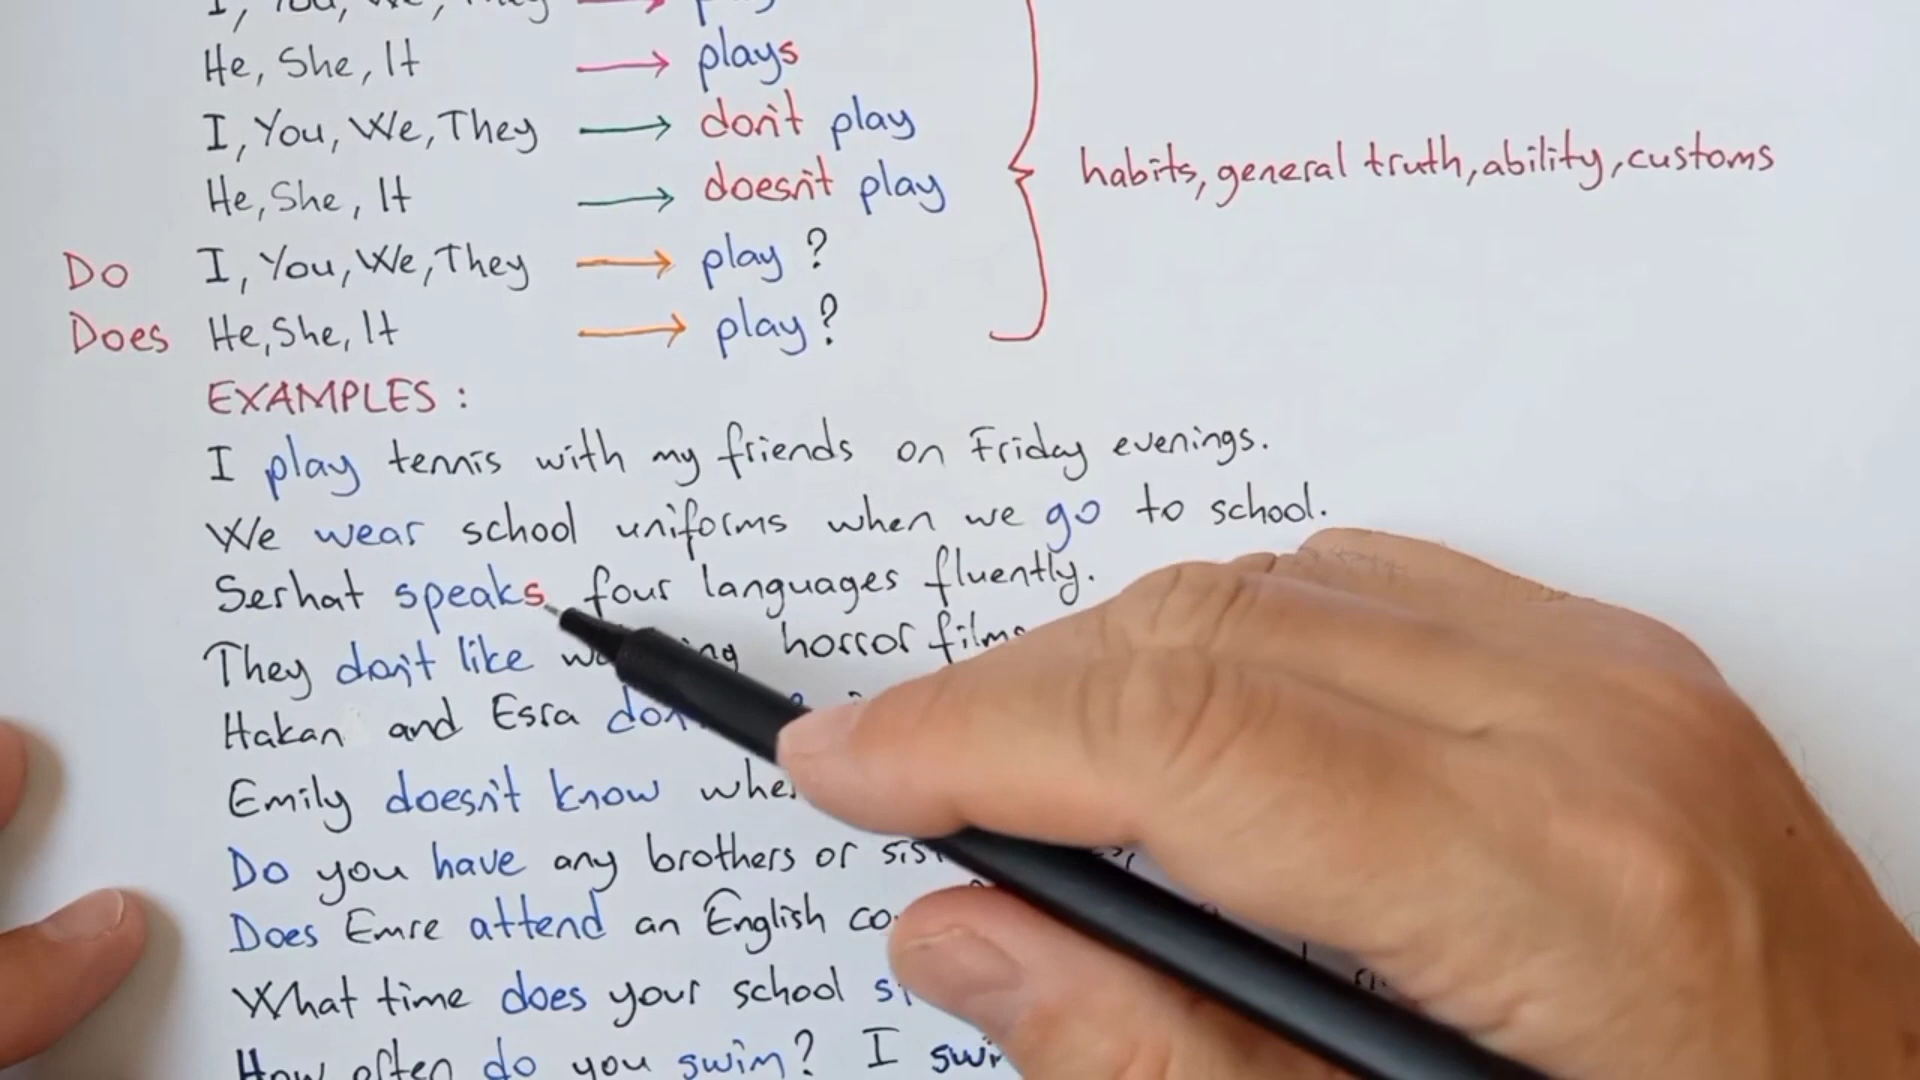 I, You, We, They play
He, She, It plays
I, You, We, They don't play
He, She, It doesn't play
habits, general truth, ability, customs
Do I, You, We, They play ?
Does He, She, It play ?
EXAMPLES :
I play tennis with my friends on Friday evenings.
We wear school uniforms when we go to school.
Serhat speaks four languages fluently.
They don't like horror films
Hakan and Esra
Emily doesn't know
Do you have any brothers or
Does Emre attend an English
What time does your school
How often do you swim? I